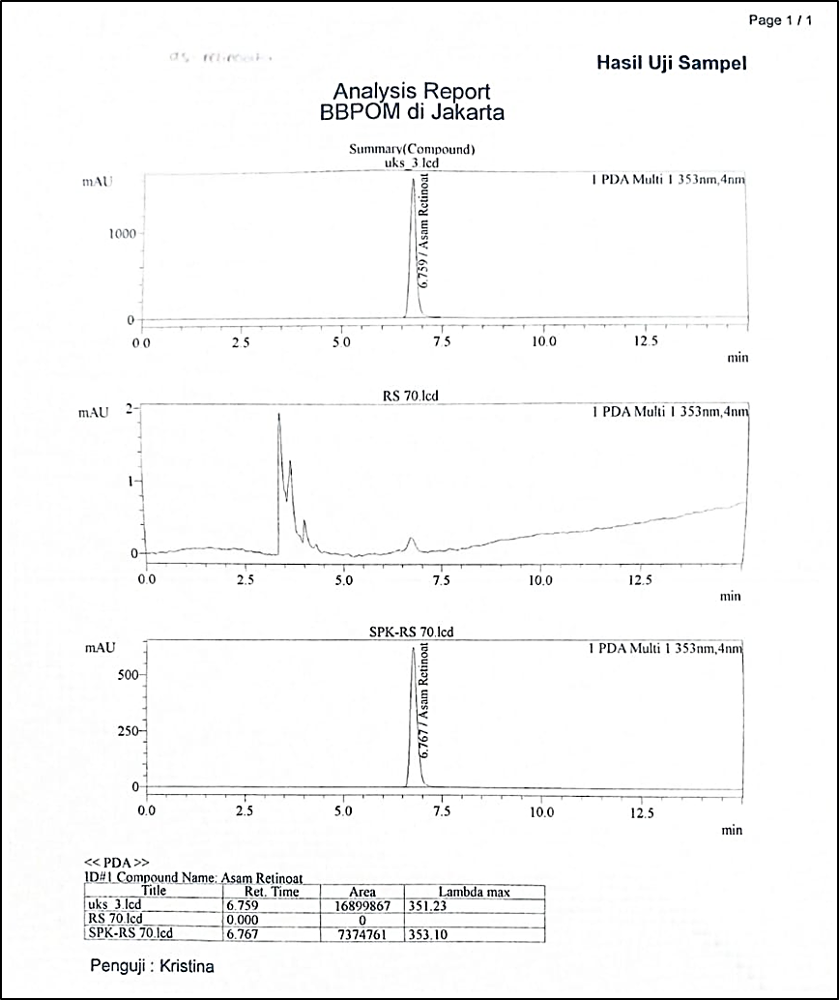 Page 1 / 1
Hasil Uji Sampel
Analysis Report
BBPOM di Jakarta
Summary(Compound)
uks_3.lcd
mAU
1 PDA Multi 1 353nm,4nm
1000
0
6.759 / Asam Retinoat
0.0 2.5 5.0 7.5 10.0 12.5
min
RS 70.lcd
mAU
1 PDA Multi 1 353nm,4nm
2
1
0
0.0 2.5 5.0 7.5 10.0 12.5
min
SPK-RS 70.lcd
mAU
1 PDA Multi 1 353nm,4nm
500
250
0
6.767 / Asam Retinoat
0.0 2.5 5.0 7.5 10.0 12.5
min
<< PDA >>
ID#1 Compound Name: Asam Retinoat
Title Ret. Time Area Lambda max
uks_3.lcd 6.759 16899867 351.23
RS 70.lcd 0.000 0
SPK-RS 70.lcd 6.767 7374761 353.10
Penguji : Kristina